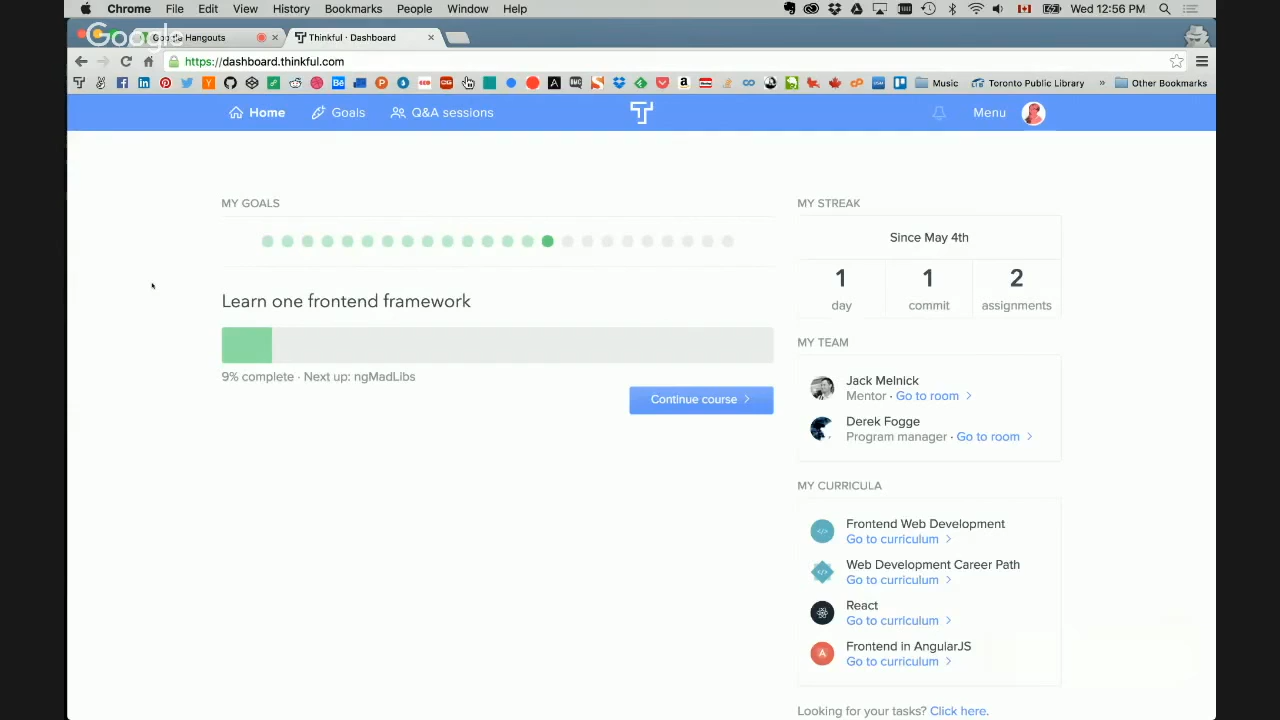 Chrome File Edit View History Bookmarks People Window Help Wed 12:56 PM
Google
Google Hangouts Thinkful · Dashboard
https://dashboard.thinkful.com
Music Toronto Public Library » Other Bookmarks
Home Goals Q&A sessions Menu
MY GOALS
Learn one frontend framework
9% complete · Next up: ngMadLibs
Continue course
MY STREAK
Since May 4th
1 1 2
day commit assignments
MY TEAM
Jack Melnick
Mentor · Go to room
Derek Fogge
Program manager · Go to room
MY CURRICULA
Frontend Web Development
Go to curriculum
Web Development Career Path
Go to curriculum
React
Go to curriculum
Frontend in AngularJS
Go to curriculum
Looking for your tasks? Click here.